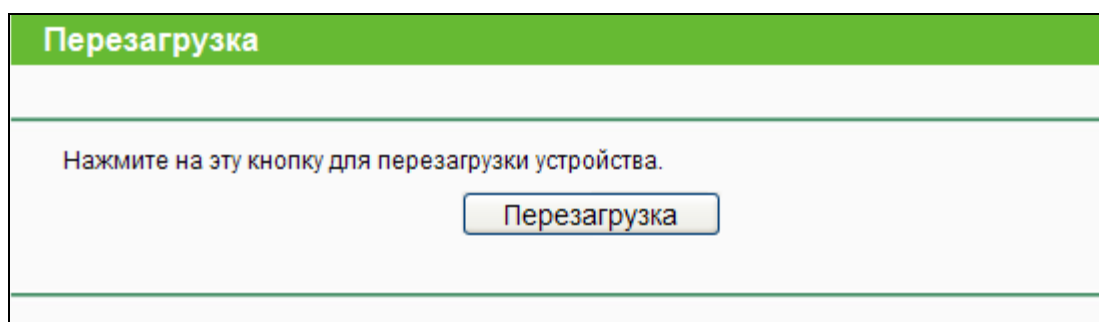 Перезагрузка
Нажмите на эту кнопку для перезагрузки устройства.
Перезагрузка